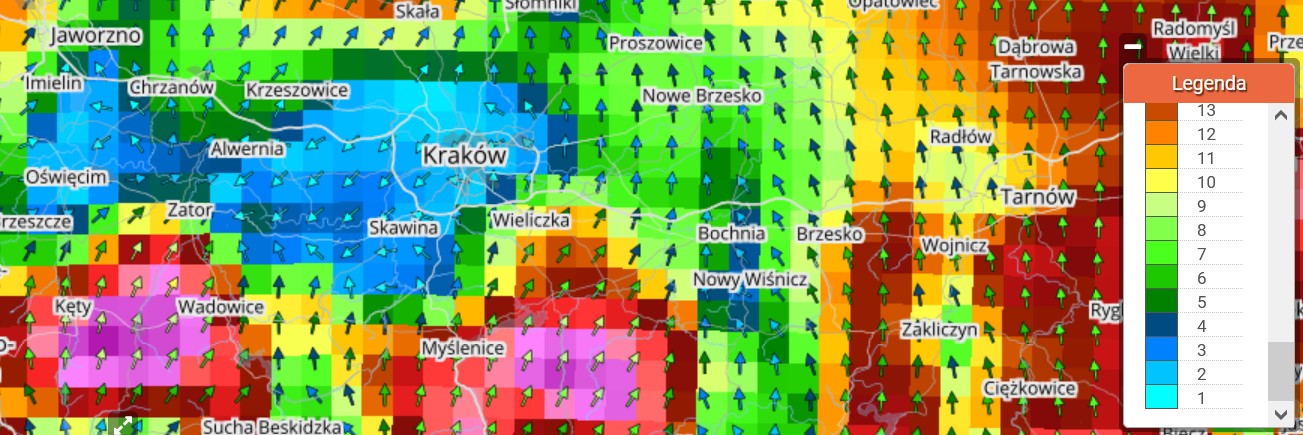 Skała
Słomniki
Opatowiec
Jaworzno
Proszowice
Dąbrowa
Tarnowska
Radomyśl
Wielki
Imielin
Chrzanów
Krzeszowice
Nowe Brzesko
Alwernia
Kraków
Radłów
Oświęcim
Tarnów
Zator
Skawina
Wieliczka
Bochnia
Brzesko
Wojnicz
Nowy Wiśnicz
Kęty
Wadowice
Myślenice
Zakliczyn
Ciężkowice
Sucha Beskidzka
Legenda
13
12
11
10
9
8
7
6
5
4
3
2
1